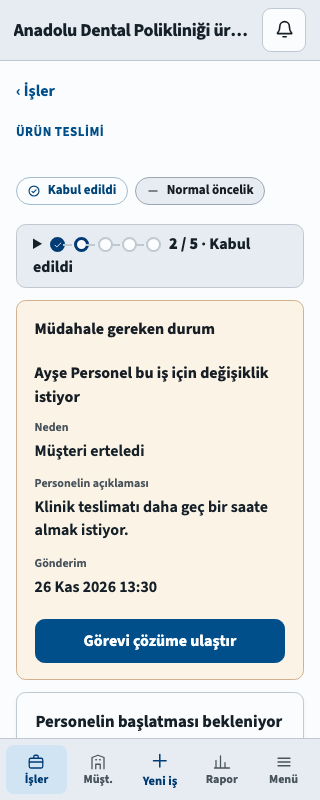 Anadolu Dental Polikliniği ür...
‹ İşler
ÜRÜN TESLİMİ
Kabul edildi
Normal öncelik
2 / 5 · Kabul
edildi
Müdahale gereken durum
Ayşe Personel bu iş için değişiklik
istiyor
Neden
Müşteri erteledi
Personelin açıklaması
Klinik teslimatı daha geç bir saate
almak istiyor.
Gönderim
26 Kas 2026 13:30
Görevi çözüme ulaştır
Personelin başlatması bekleniyor
İşler
Müşt.
Yeni iş
Rapor
Menü